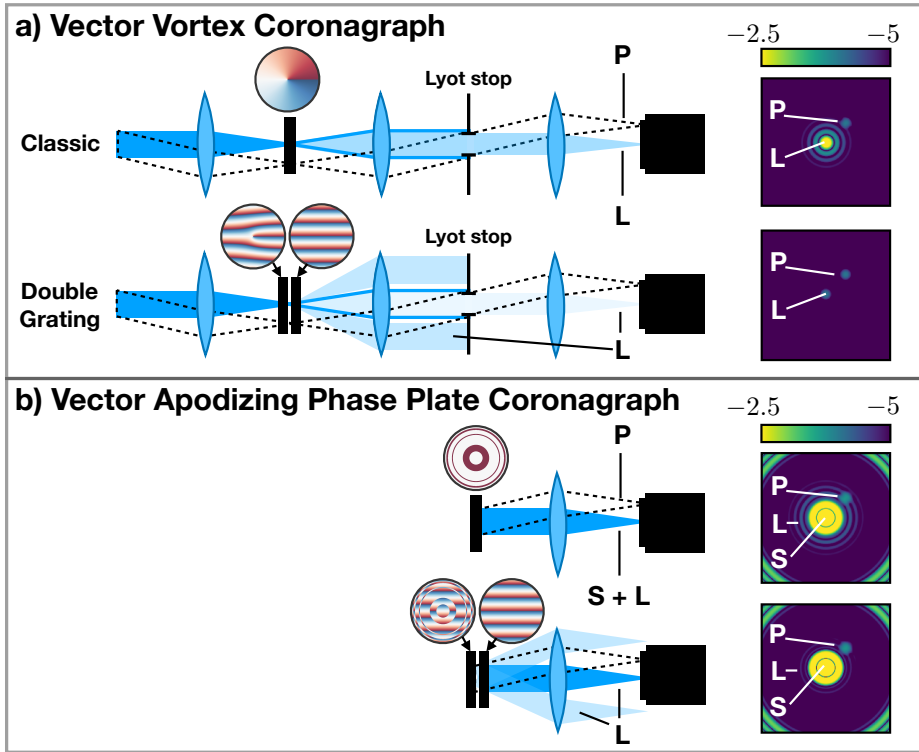 a) Vector Vortex Coronagraph
−2.5 −5
P
Lyot stop
Classic
P
L
L
Lyot stop
Double
Grating
P
L
L
b) Vector Apodizing Phase Plate Coronagraph
−2.5 −5
P
P
L
S
S + L
P
L
S
L